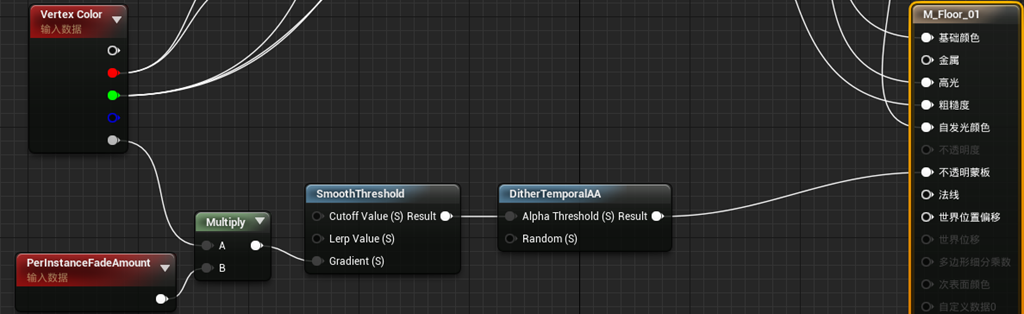 Vertex Color
输入数据
Multiply
A
B
PerInstanceFadeAmount
输入数据
SmoothThreshold
Cutoff Value (S) Result
Lerp Value (S)
Gradient (S)
DitherTemporalAA
Alpha Threshold (S) Result
Random (S)
M_Floor_01
基础颜色
金属
高光
粗糙度
自发光颜色
不透明度
不透明蒙板
法线
世界位置偏移
世界位移
多边形细分乘数
次表面颜色
自定义数据0